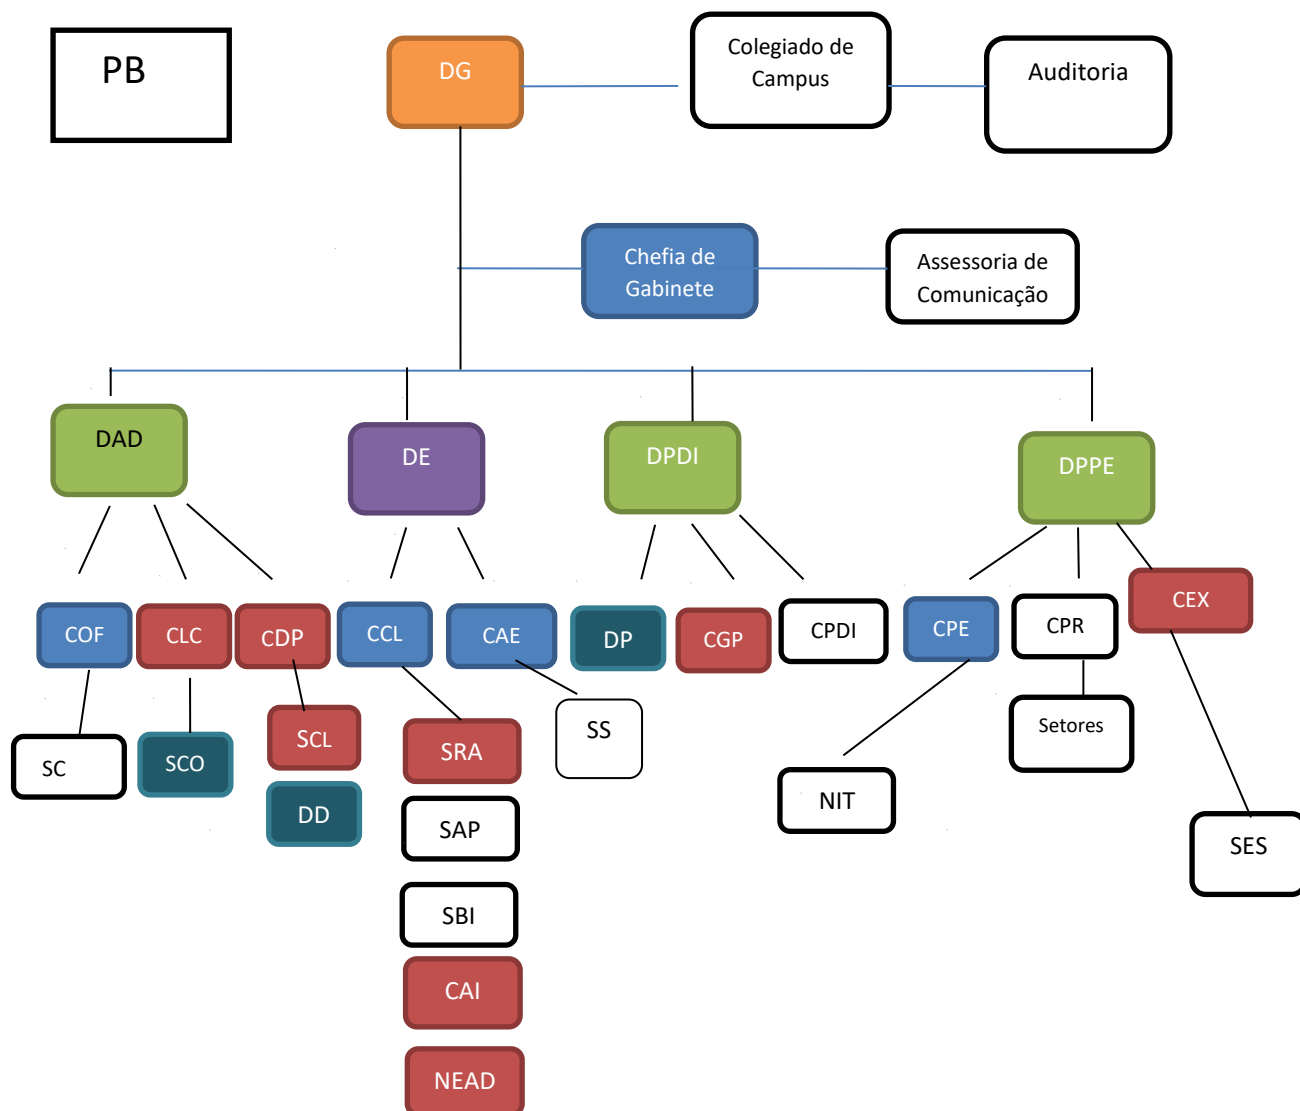 PB
DG
Colegiado de
Campus
Auditoria
Chefia de
Gabinete
Assessoria de
Comunicação
DAD
DE
DPDI
DPPE
COF
CLC
CDP
CCL
CAE
DP
CGP
CPDI
CPE
CPR
CEX
SC
SCO
SCL
DD
SRA
SAP
SBI
CAI
NEAD
SS
NIT
Setores
SES